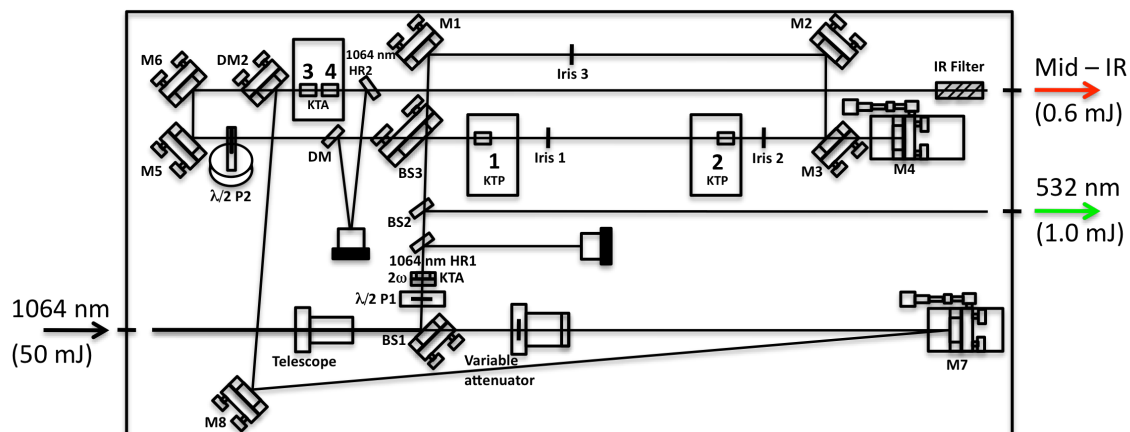 M1
M2
M6
DM2
3 4
KTA
1064 nm
HR2
Iris 3
IR Filter
Mid – IR
(0.6 mJ)
M5
λ/2 P2
DM
BS3
1
KTP
Iris 1
2
KTP
Iris 2
M3
M4
BS2
532 nm
(1.0 mJ)
1064 nm HR1
2ω KTA
λ/2 P1
1064 nm
(50 mJ)
Telescope
BS1
Variable
attenuator
M7
M8